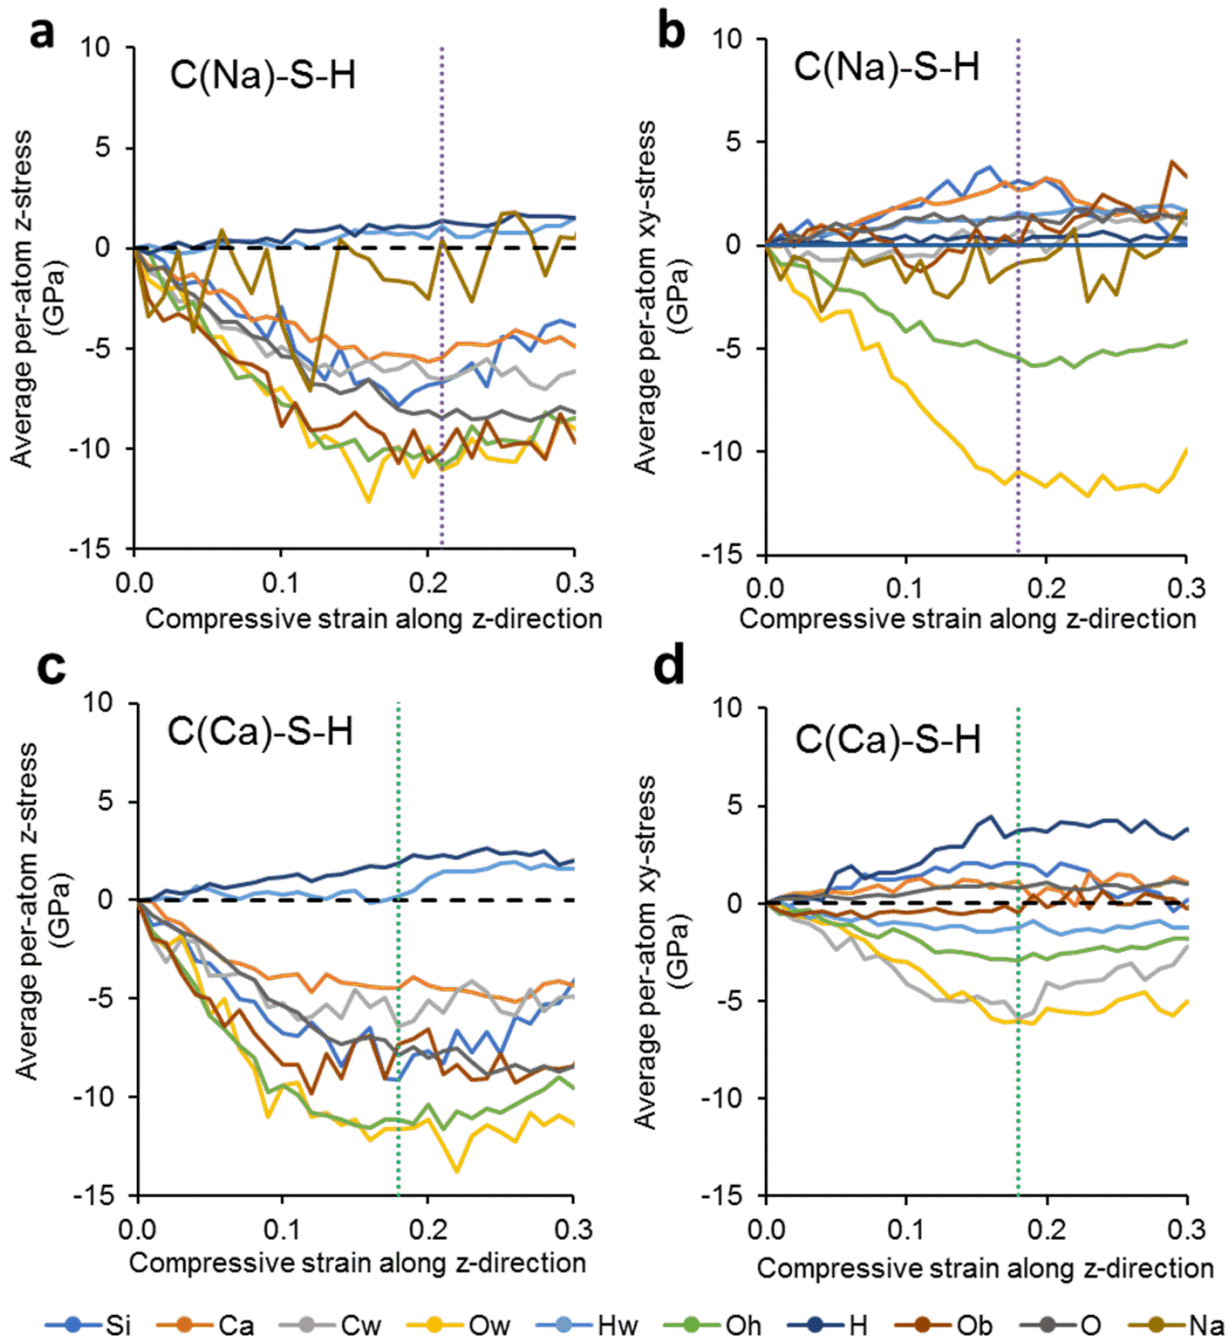 a
C(Na)-S-H
Average per-atom z-stress
(GPa)
10
5
0
-5
-10
-15
0.0 0.1 0.2 0.3
Compressive strain along z-direction
b
C(Na)-S-H
Average per-atom xy-stress
(GPa)
10
5
0
-5
-10
-15
0.0 0.1 0.2 0.3
Compressive strain along z-direction
c
C(Ca)-S-H
Average per-atom z-stress
(GPa)
10
5
0
-5
-10
-15
0.0 0.1 0.2 0.3
Compressive strain along z-direction
d
C(Ca)-S-H
Average per-atom xy-stress
(GPa)
10
5
0
-5
-10
-15
0.0 0.1 0.2 0.3
Compressive strain along z-direction
Si Ca Cw Ow Hw Oh H Ob O Na